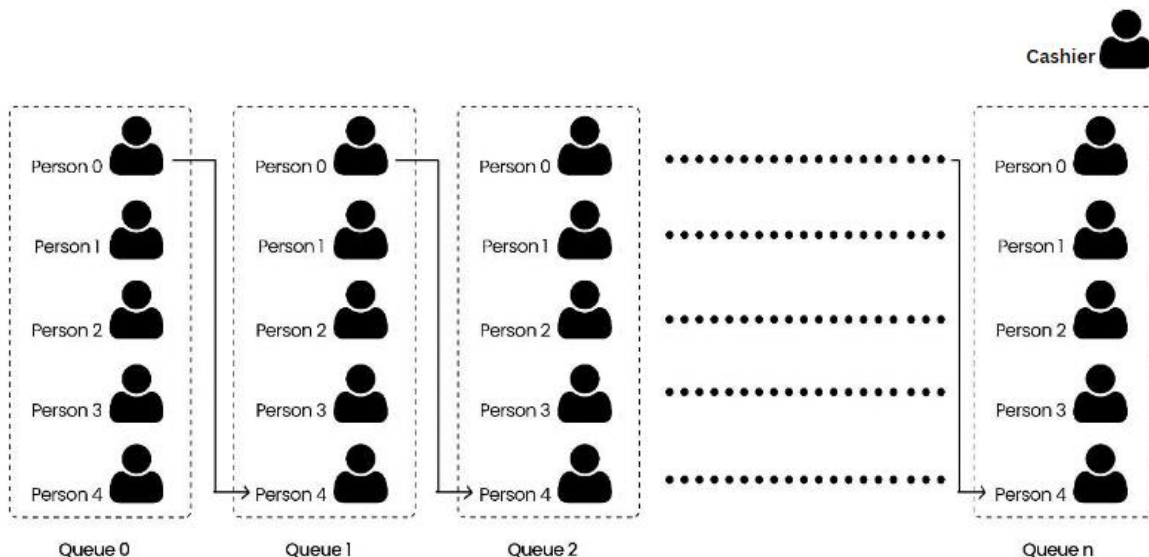 Cashier
Person 0 Person 0 Person 0 Person 0
Person 1 Person 1 Person 1 Person 1
Person 2 Person 2 Person 2 Person 2
Person 3 Person 3 Person 3 Person 3
Person 4 Person 4 Person 4 Person 4
Queue 0 Queue 1 Queue 2 Queue n